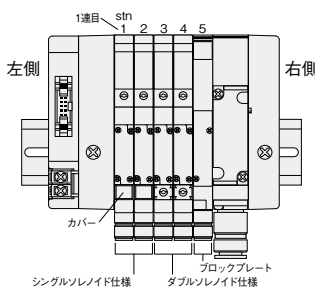 1連目 stn
1 2 3 4 5
左側
右側
カバー
ブロックプレート
シングルソレノイド仕様
ダブルソレノイド仕様